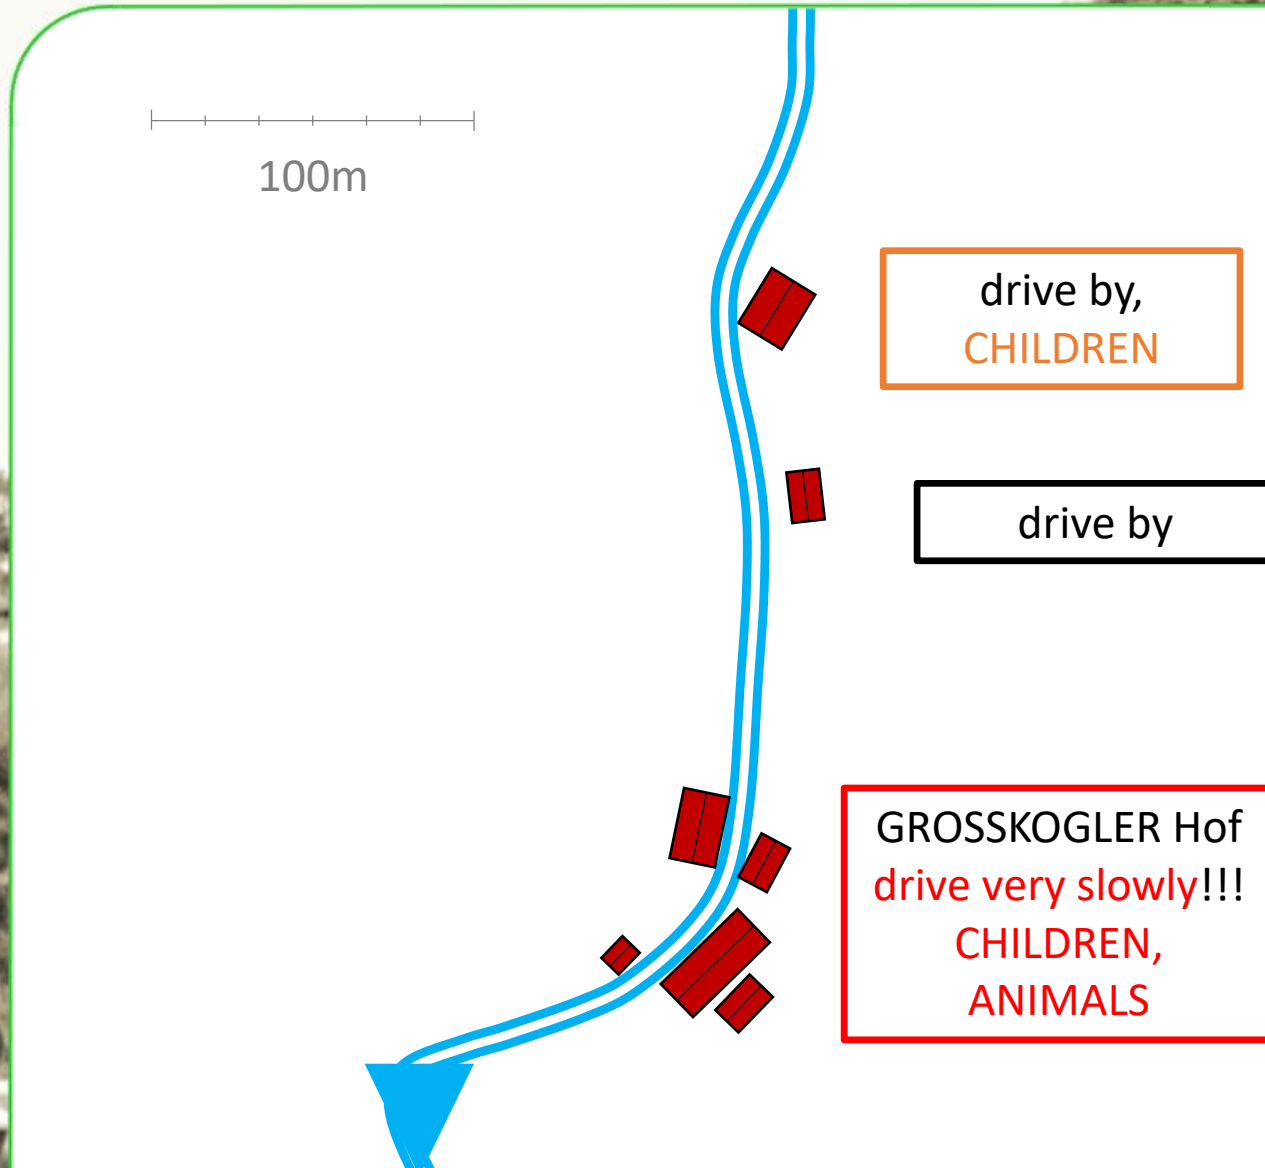 100m
drive by,
CHILDREN
drive by
GROSSKOGLER Hof
drive very slowly!!!
CHILDREN,
ANIMALS